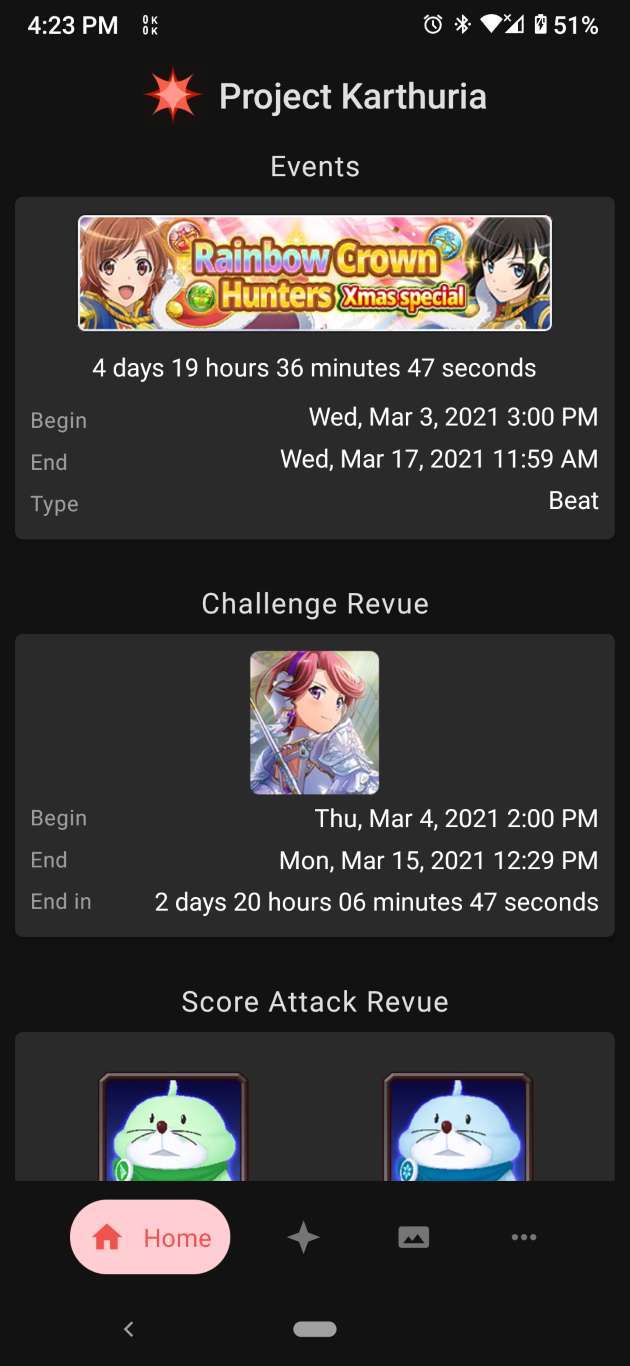 4:23 PM
0 K
0 K
51%
Project Karthuria
Events
Rainbow Crown
Hunters Xmas special
4 days 19 hours 36 minutes 47 seconds
Begin Wed, Mar 3, 2021 3:00 PM
End Wed, Mar 17, 2021 11:59 AM
Type Beat
Challenge Revue
Begin Thu, Mar 4, 2021 2:00 PM
End Mon, Mar 15, 2021 12:29 PM
End in 2 days 20 hours 06 minutes 47 seconds
Score Attack Revue
Home